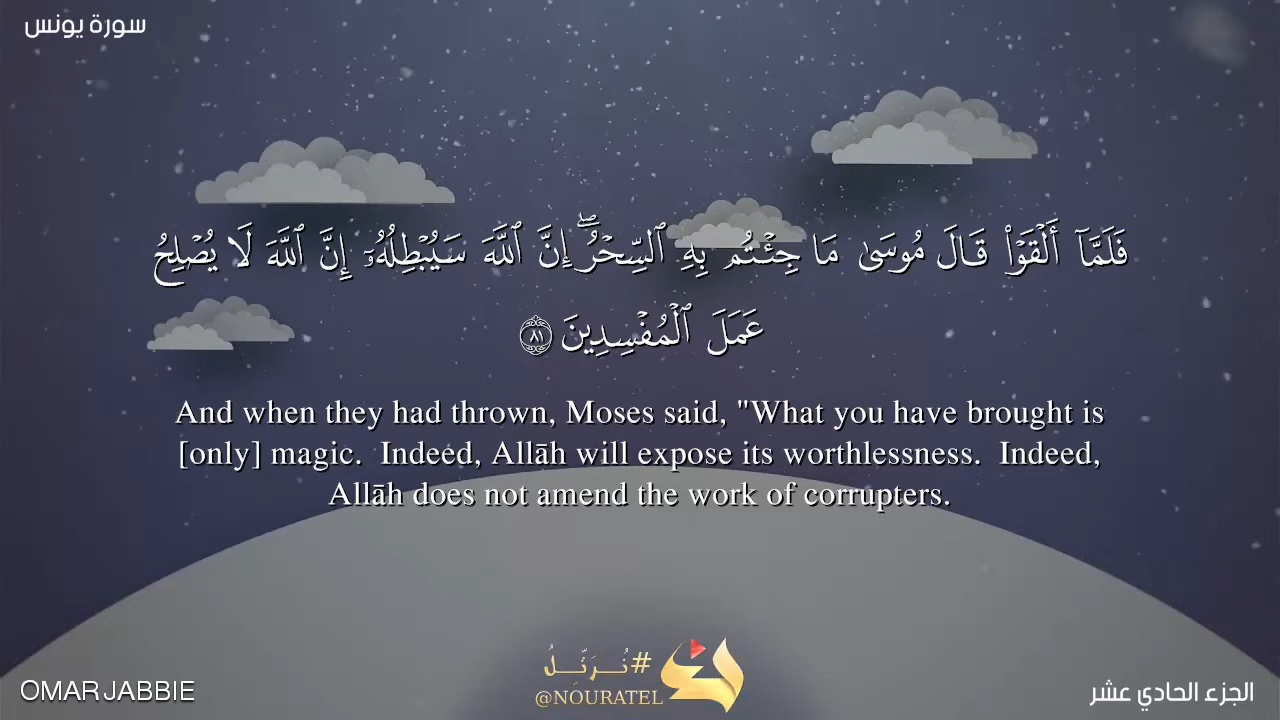 سورة يونس
فَلَمَّآ أَلْقَوْا۟ قَالَ مُوسَىٰ مَا جِئْتُم بِهِ ٱلسِّحْرُ ۖ إِنَّ ٱللَّهَ سَيُبْطِلُهُۥٓ إِنَّ ٱللَّهَ لَا يُصْلِحُ
عَمَلَ ٱلْمُفْسِدِينَ ٨١
And when they had thrown, Moses said, "What you have brought is
[only] magic.  Indeed, Allāh will expose its worthlessness.  Indeed,
Allāh does not amend the work of corrupters.
#نُرَتِّلُ
@NOURATEL
OMAR JABBIE
الجزء الحادي عشر